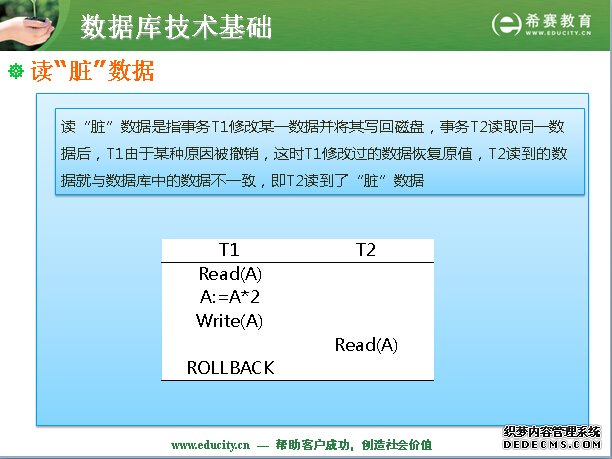 数据库技术基础
希赛教育
WWW.EDUCITY.CN
读“脏”数据
读“脏”数据是指事务T1修改某一数据并将其写回磁盘，事务T2读取同一数
据后，T1由于某种原因被撤销，这时T1修改过的数据恢复原值，T2读到的数
据就与数据库中的数据不一致，即T2读到了“脏”数据
T1 T2
Read(A)
A:=A*2
Write(A)
Read(A)
ROLLBACK
www.educity.cn — 帮助客户成功，创造社会价值
织梦内容管理系统
DEDECMS.COM